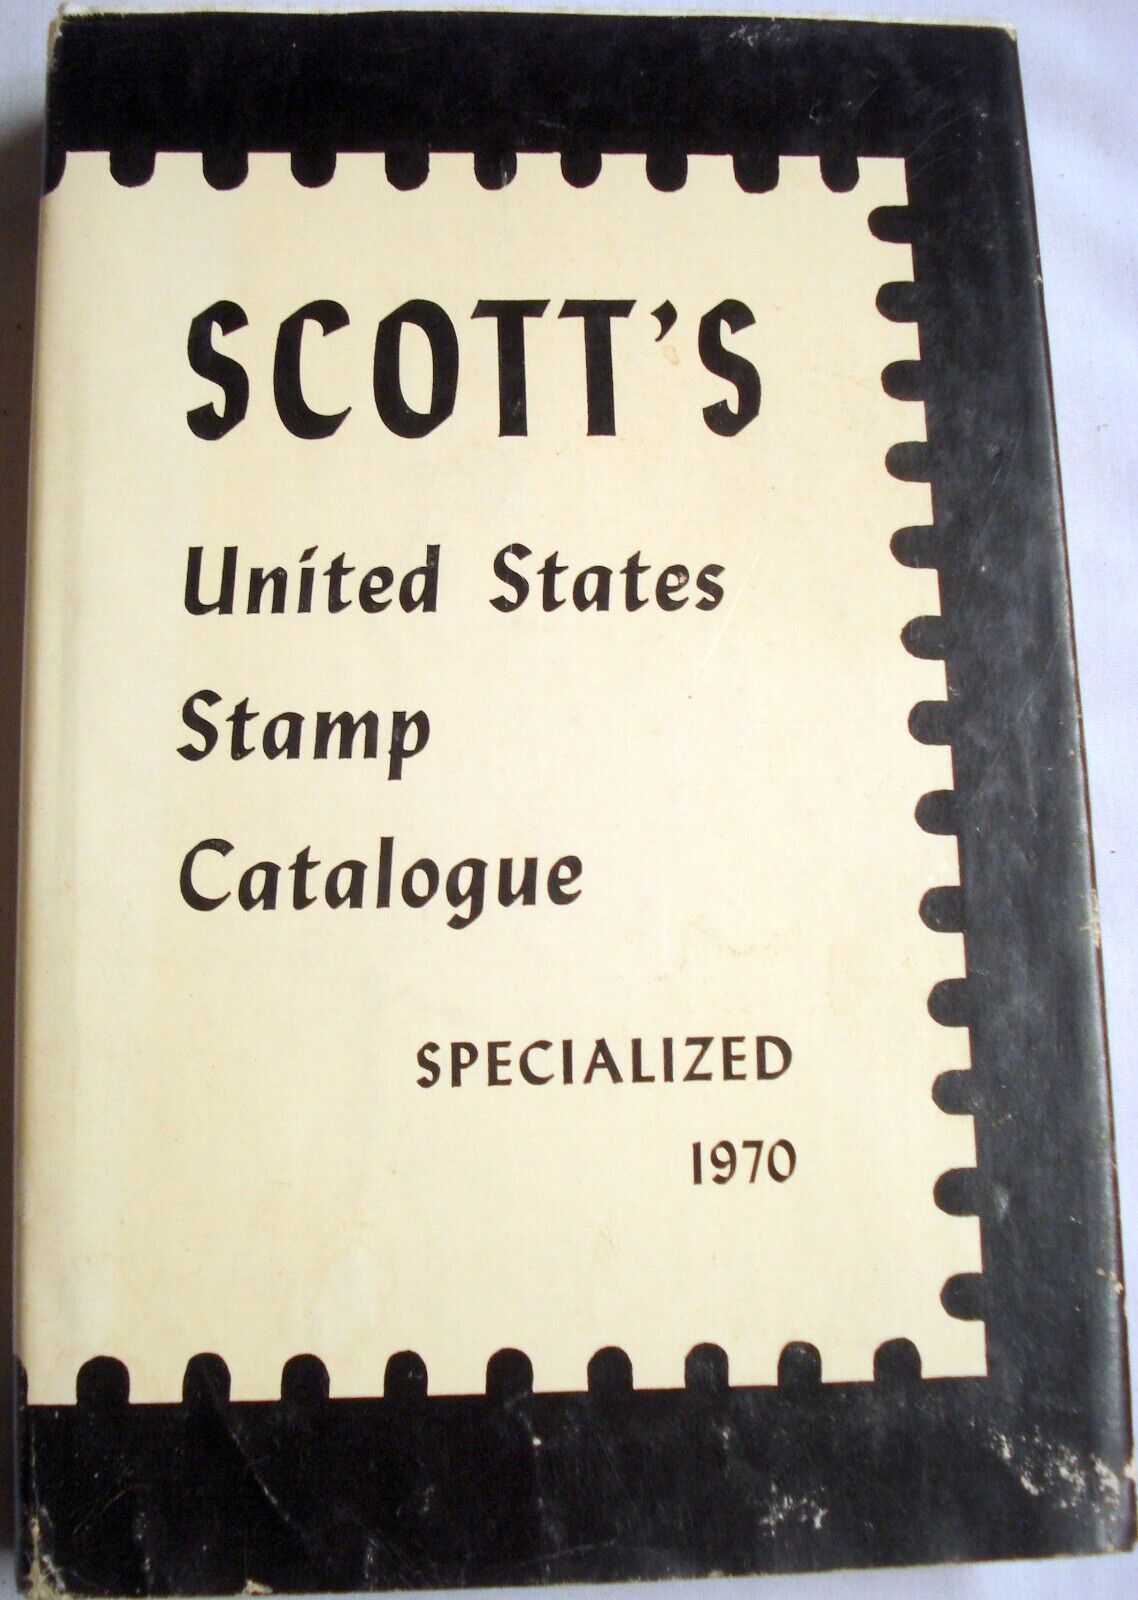 SCOTT'S
United States
Stamp
Catalogue
SPECIALIZED
1970